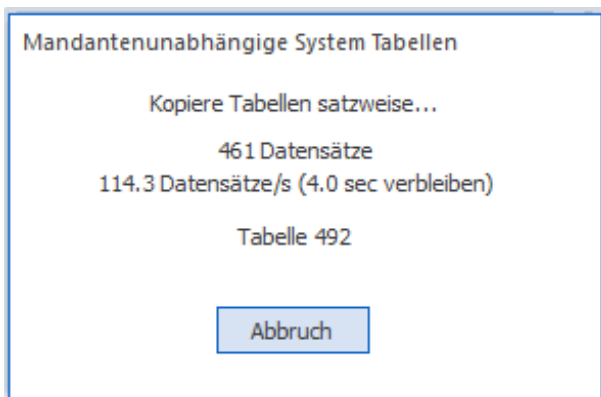 Mandantenunabhängige System Tabellen
Kopiere Tabellen satzweise...
461 Datensätze
114.3 Datensätze/s (4.0 sec verbleiben)
Tabelle 492
Abbruch